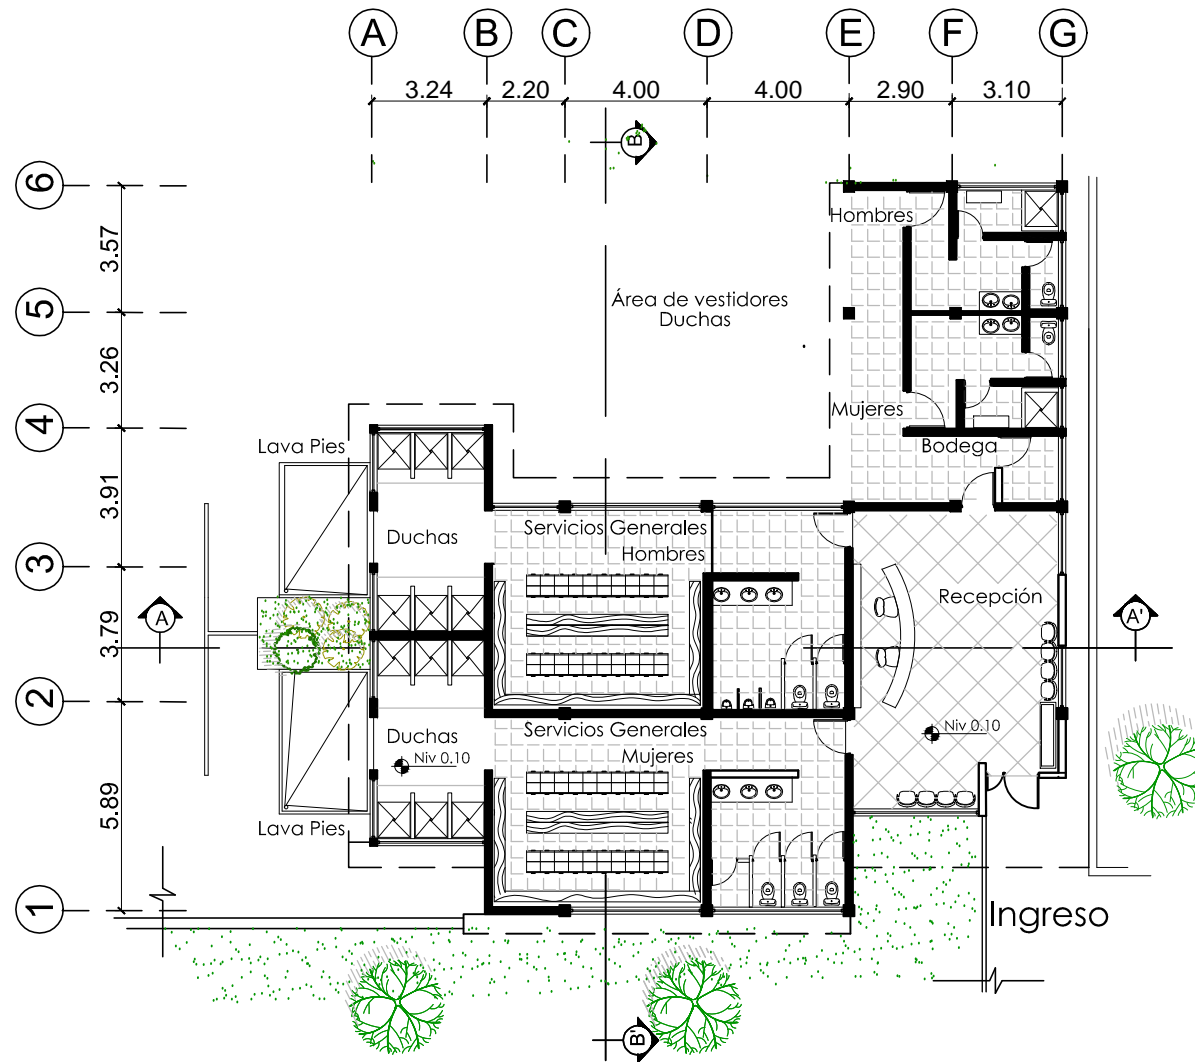 A B C D E F G
3.24 2.20 4.00 4.00 2.90 3.10
B
6
Hombres
3.57
Área de vestidores
Duchas
5
3.26
Mujeres
4
Lava Pies
Bodega
3.91
Servicios Generales
Hombres
Duchas
3
Recepción
A
A'
3.79
2
Servicios Generales
Mujeres
Duchas
Niv 0.10
Niv 0.10
5.89
Lava Pies
1
Ingreso
B'